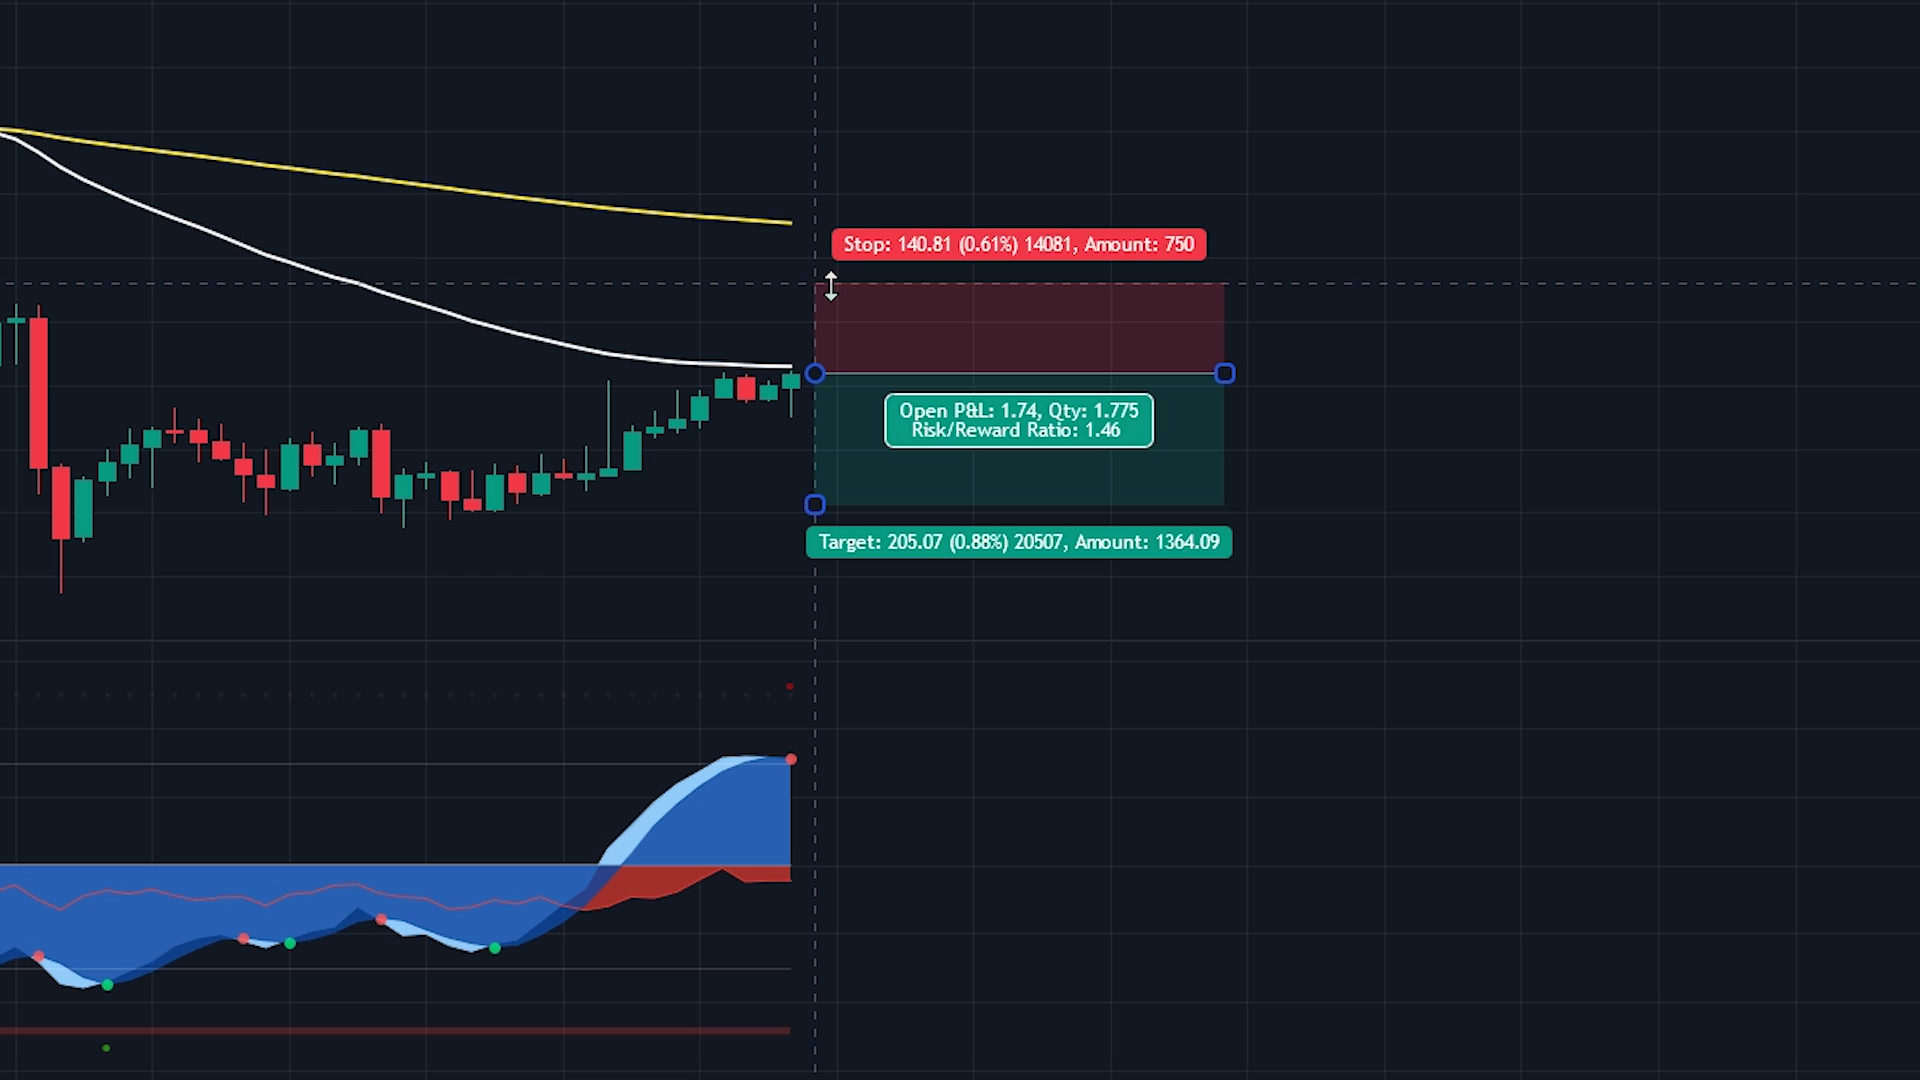 Stop: 140.81 (0.61%) 14081, Amount: 750
Open P&L: 1.74, Qty: 1.775
Risk/Reward Ratio: 1.46
Target: 205.07 (0.88%) 20507, Amount: 1364.09